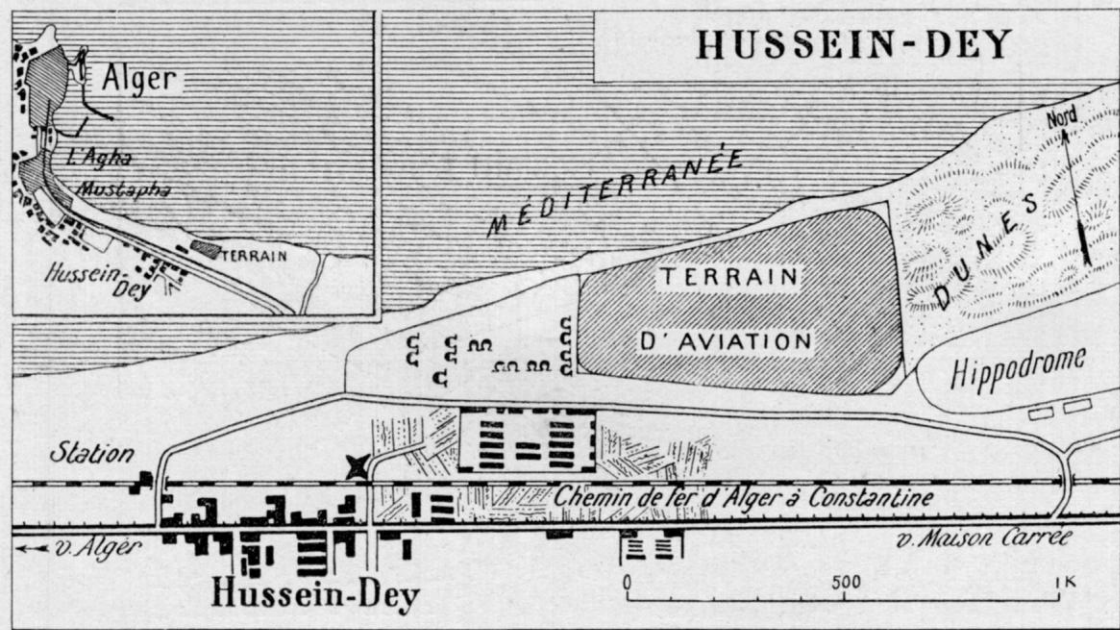 HUSSEIN-DEY
Alger
L'Agha
Mustapha
Hussein-
Dey
TERRAIN
MÉDITERRANÉE
Nord
DUNES
TERRAIN
D'AVIATION
Hippodrome
Station
Chemin de fer d'Alger à Constantine
v. Alger
v. Maison Carrée
Hussein-Dey
0 500 1K